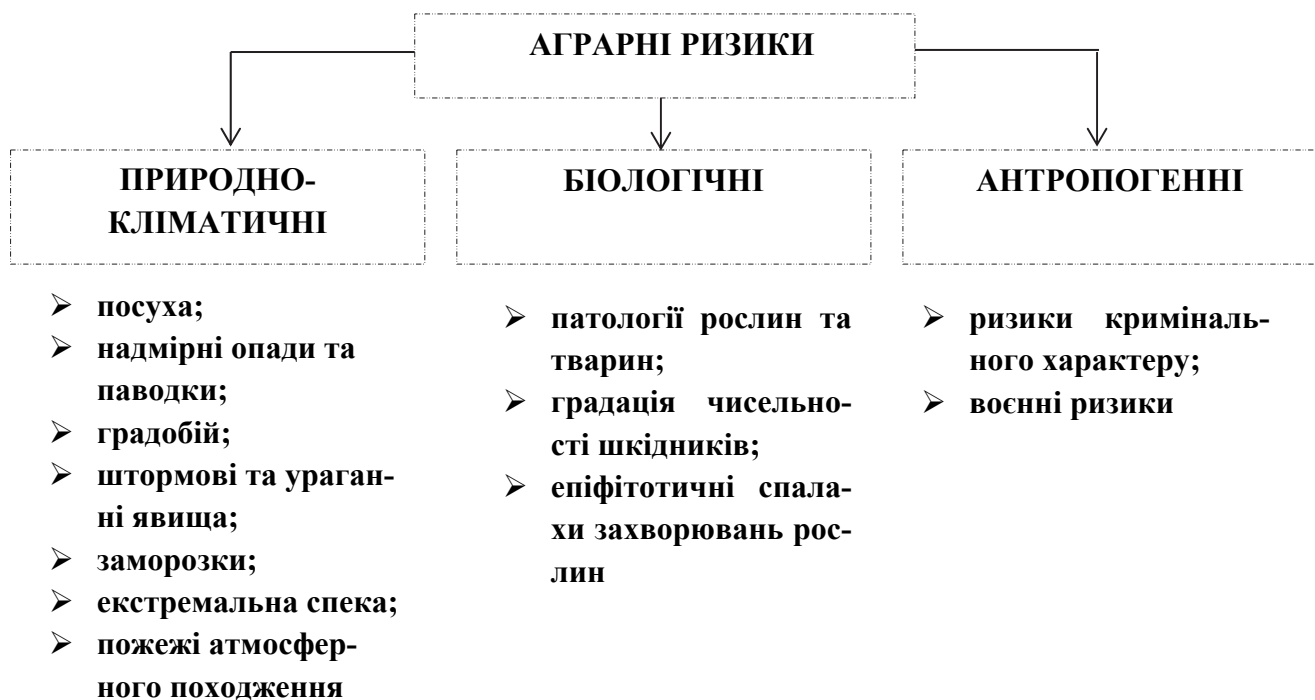 АГРАРНІ РИЗИКИ
ПРИРОДНО-
КЛІМАТИЧНІ
➢ посуха;
➢ надмірні опади та
паводки;
➢ градобій;
➢ штормові та ураган-
ні явища;
➢ заморозки;
➢ екстремальна спека;
➢ пожежі атмосфер-
ного походження
БІОЛОГІЧНІ
➢ патології рослин та
тварин;
➢ градація чисельно-
сті шкідників;
➢ епіфітотичні спала-
хи захворювань рос-
лин
АНТРОПОГЕННІ
➢ ризики криміналь-
ного характеру;
➢ воєнні ризики